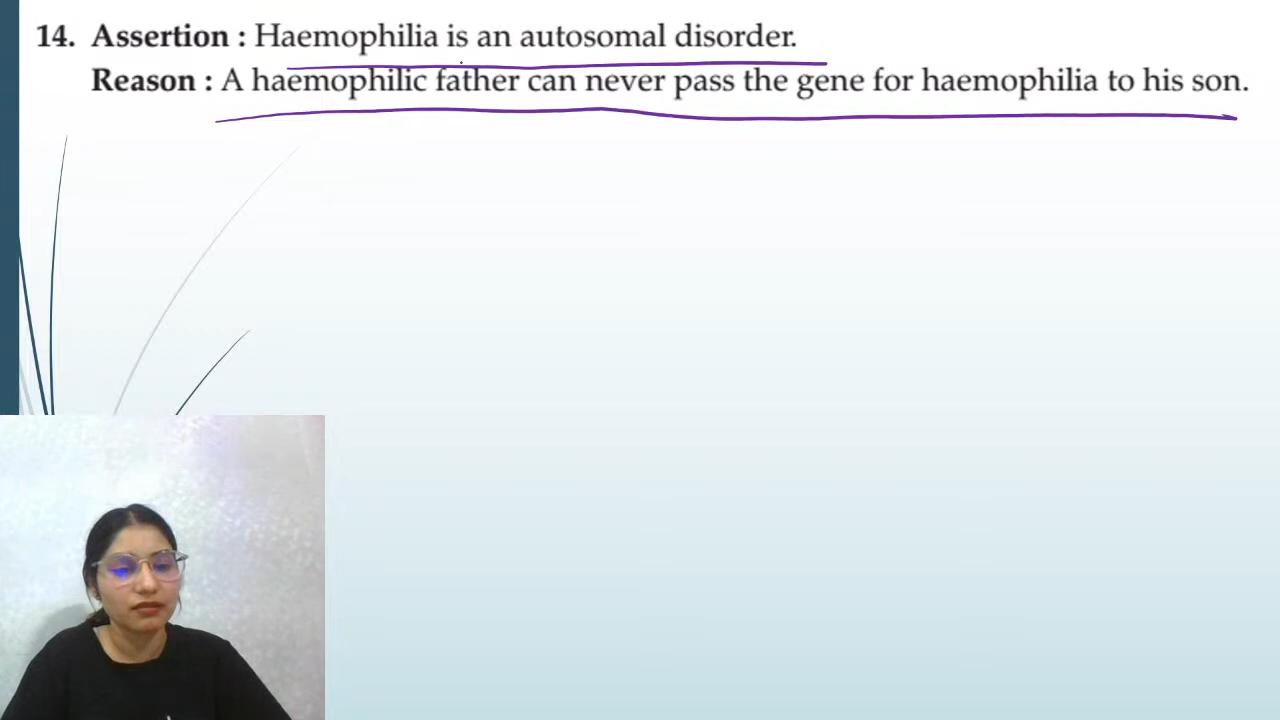 14. Assertion : Haemophilia is an autosomal disorder.
Reason : A haemophilic father can never pass the gene for haemophilia to his son.